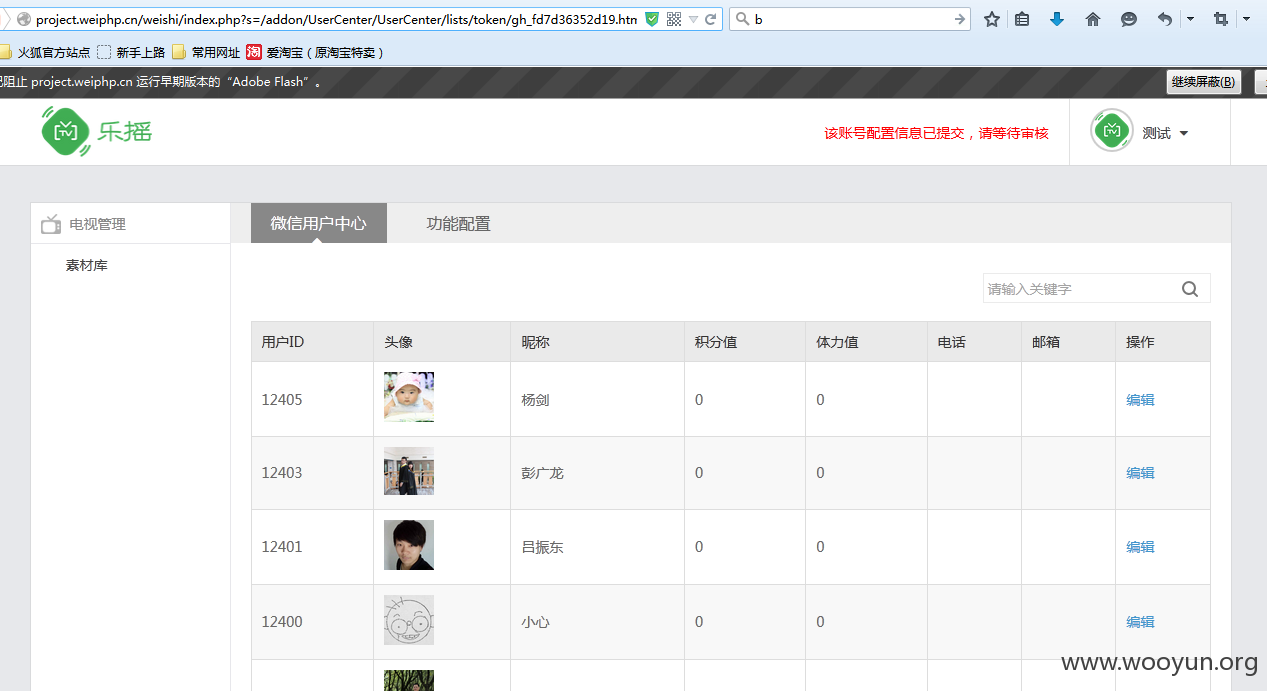 project.weiphp.cn/weishi/index.php?s=/addon/UserCenter/UserCenter/lists/token/gh_fd7d36352d19.htm
b
火狐官方站点 新手上路 常用网址 淘 爱淘宝（原淘宝特卖）
阻止 project.weiphp.cn 运行早期版本的“Adobe Flash”。
继续屏蔽(B)
乐摇
该账号配置信息已提交，请等待审核
测试
电视管理
微信用户中心 功能配置
素材库
请输入关键字
用户ID 头像 昵称 积分值 体力值 电话 邮箱 操作
12405 杨剑 0 0 编辑
12403 彭广龙 0 0 编辑
12401 吕振东 0 0 编辑
12400 小心 0 0 编辑
www.wooyun.org